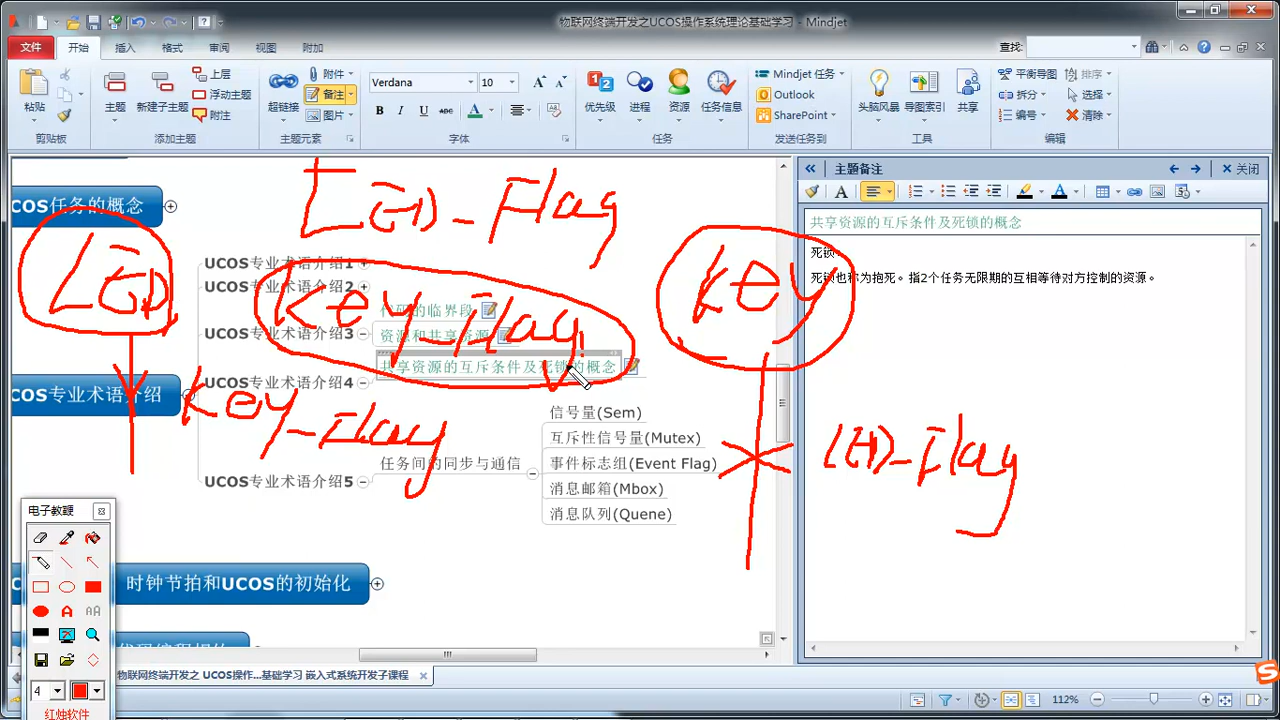 物联网终端开发之UCOS操作系统理论基础学习 - Mindjet
文件 开始 插入 格式 审阅 视图 附加 查找:
粘贴 主题 新建子主题 上层 浮动主题 附注 超链接 附件 备注 图片 Verdana 10 优先级 进程 资源 任务信息 Mindjet 任务 Outlook SharePoint 头脑风暴 导图索引 共享 平衡导图 拆分 编号 排序 选择 清除
B I U abc A
剪贴板 添加主题 主题元素 字体 任务 发送任务到 工具 编辑
主题备注 关闭
COS任务的概念
LED_Flag
共享资源的互斥条件及死锁的概念
死锁
死锁也称为抱死。指2个任务无限期的互相等待对方控制的资源。
UCOS专业术语介绍1
UCOS专业术语介绍2
LED
KEY_Flag
KEY
代码的临界段
UCOS专业术语介绍3
资源和共享资源
共享资源的互斥条件及死锁的概念
UCOS专业术语介绍4
COS专业术语介绍
KEY_Flag
LED_Flag
信号量(Sem)
互斥性信号量(Mutex)
任务间的同步与通信
事件标志组(Event Flag)
UCOS专业术语介绍5
消息邮箱(Mbox)
消息队列(Quene)
电子教鞭
时钟节拍和UCOS的初始化
物联网终端开发之 UCOS操作...基础学习 嵌入式系统开发子课程
4
112%
红烛软件